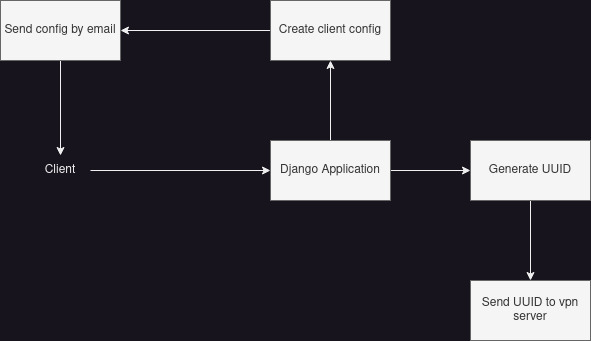 Send config by email
Create client config
Client
Django Application
Generate UUID
Send UUID to vpn
server